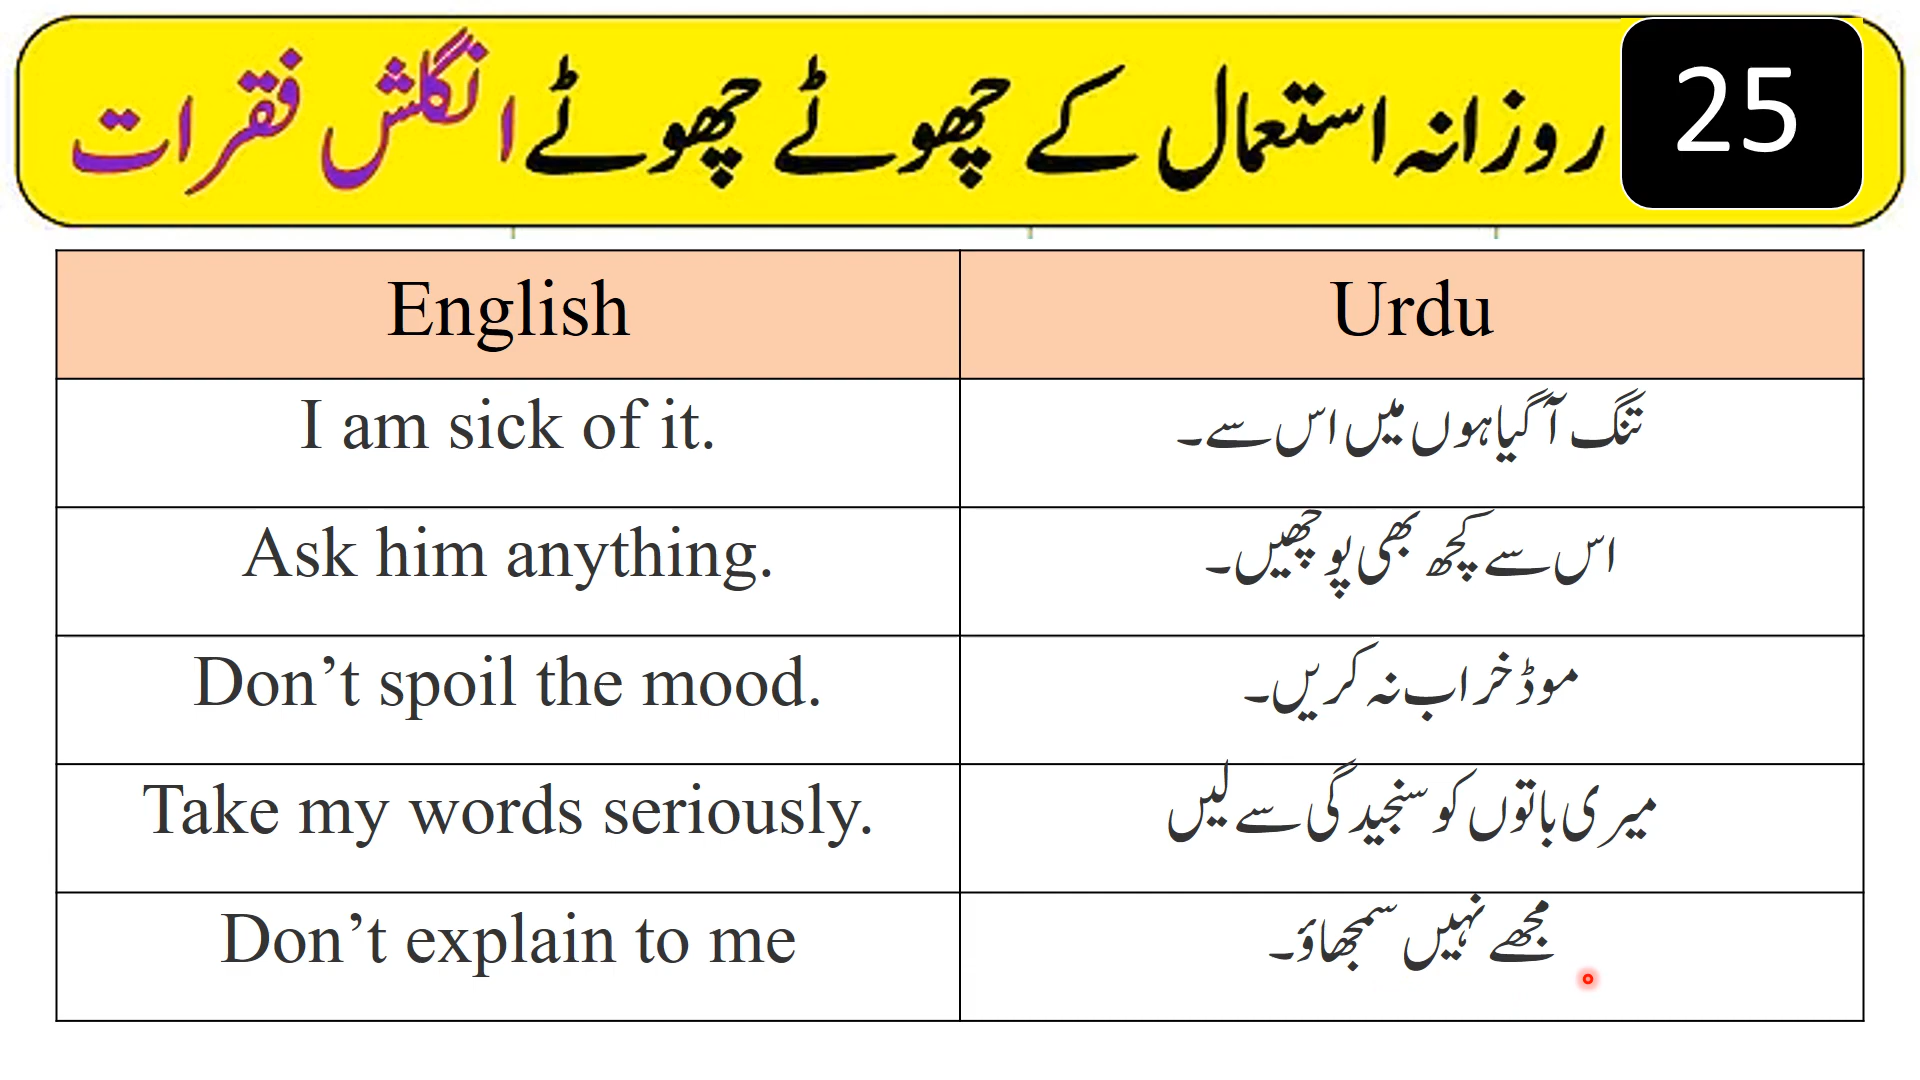 25 روزانہ استعمال کے چھوٹے چھوٹے انگلش فقرات
English Urdu
I am sick of it. تنگ آ گیا ہوں میں اس سے۔
Ask him anything. اس سے کچھ بھی پوچھیں۔
Don’t spoil the mood. موڈ خراب نہ کریں۔
Take my words seriously. میری باتوں کو سنجیدگی سے لیں
Don’t explain to me مجھے نہیں سمجھاؤ۔